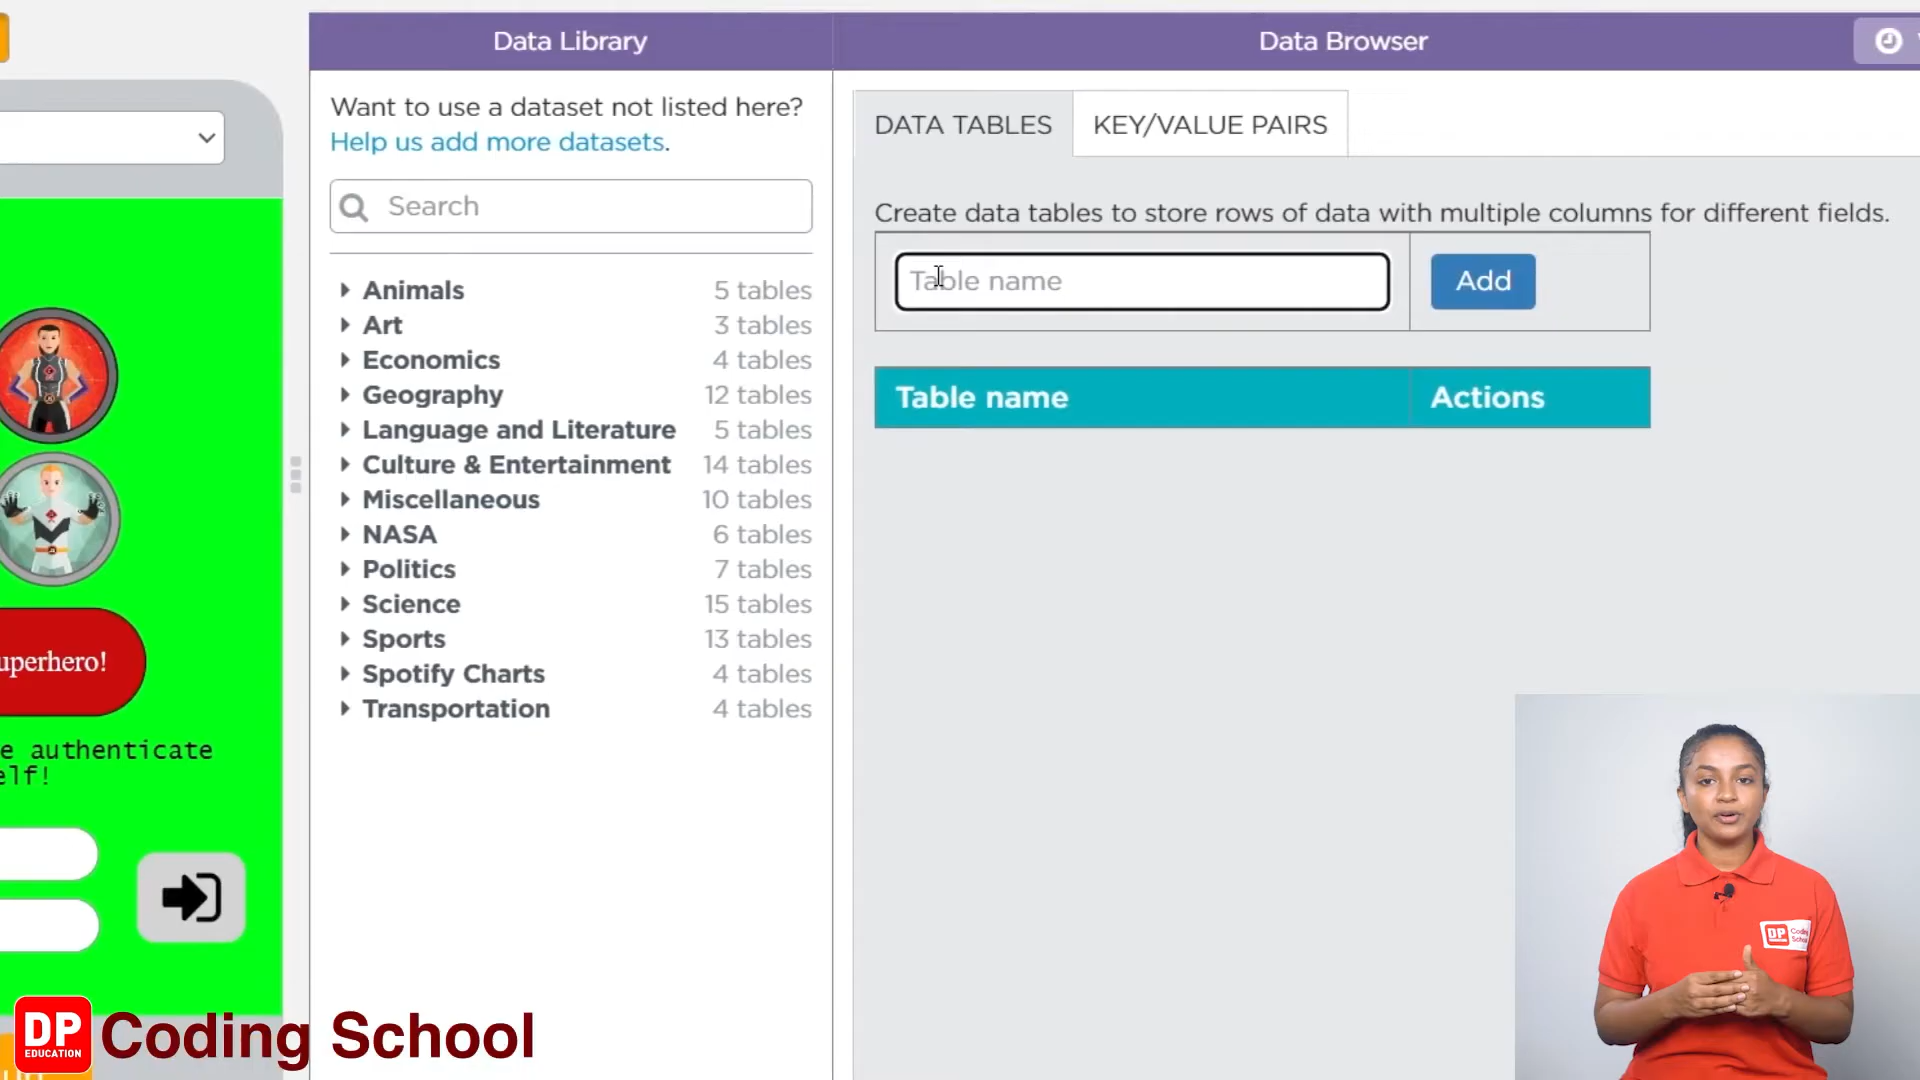 Data Library
Data Browser
Want to use a dataset not listed here?
Help us add more datasets.
Search
Animals 5 tables
Art 3 tables
Economics 4 tables
Geography 12 tables
Language and Literature 5 tables
Culture & Entertainment 14 tables
Miscellaneous 10 tables
NASA 6 tables
Politics 7 tables
Science 15 tables
Sports 13 tables
Spotify Charts 4 tables
Transportation 4 tables
DATA TABLES
KEY/VALUE PAIRS
Create data tables to store rows of data with multiple columns for different fields.
Table name
Add
Table name Actions
uperhero!
e authenticate
elf!
DP
EDUCATION
Coding School
DP
Coding
School